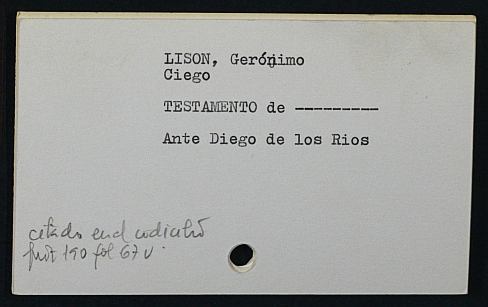 LISON, Gerónimo
Ciego
TESTAMENTO de ---------
Ante Diego de los Rios
citado en el codicilo
prot 190 fol 67 v.